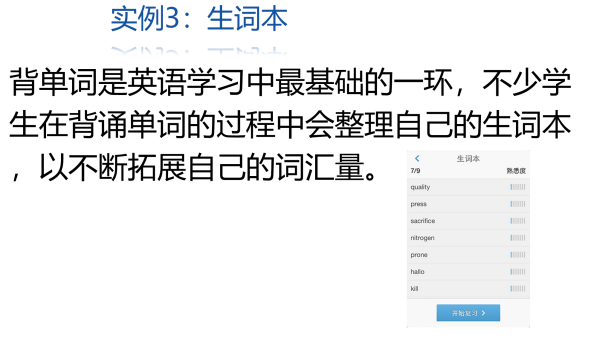 实例3：生词本
背单词是英语学习中最基础的一环，不少学
生在背诵单词的过程中会整理自己的生词本
，以不断拓展自己的词汇量。
生词本
7/9 熟悉度
quality
press
sacrifice
nitrogen
prone
hallo
kill
开始复习